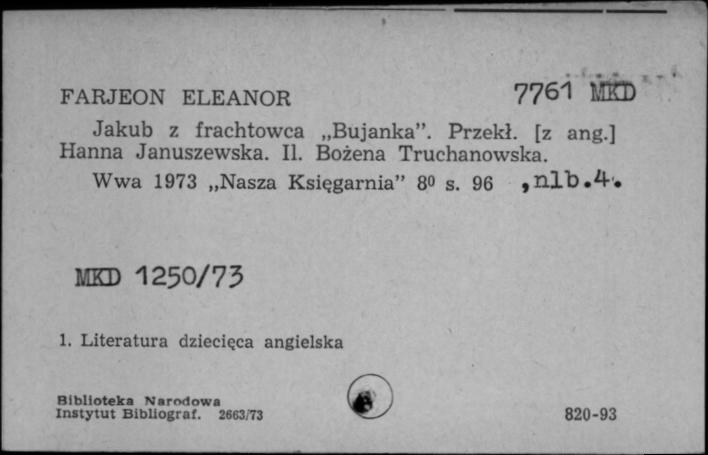 FARJEON ELEANOR 7761 MKD
Jakub z frachtowca „Bujanka”. Przekł. [z ang.]
Hanna Januszewska. Il. Bożena Truchanowska.
Wwa 1973 „Nasza Księgarnia” 8⁰ s. 96 , nlb.4.
MKD 1250/73
1. Literatura dziecięca angielska
Biblioteka Narodowa
Instytut Bibliograf. 2663/73 820-93